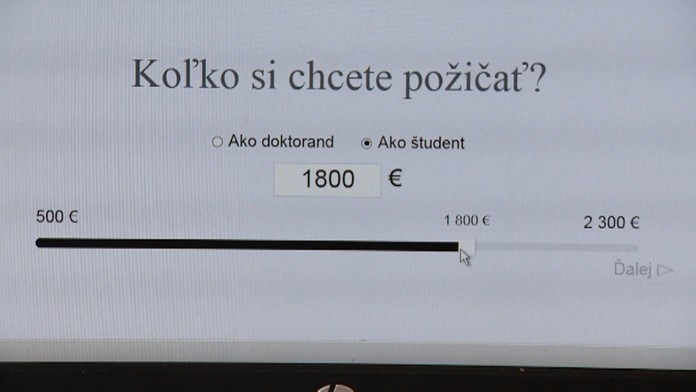 Koľko si chcete požičať?
Ako doktorand Ako študent
1800 €
500 € 1 800 € 2 300 €
Ďalej